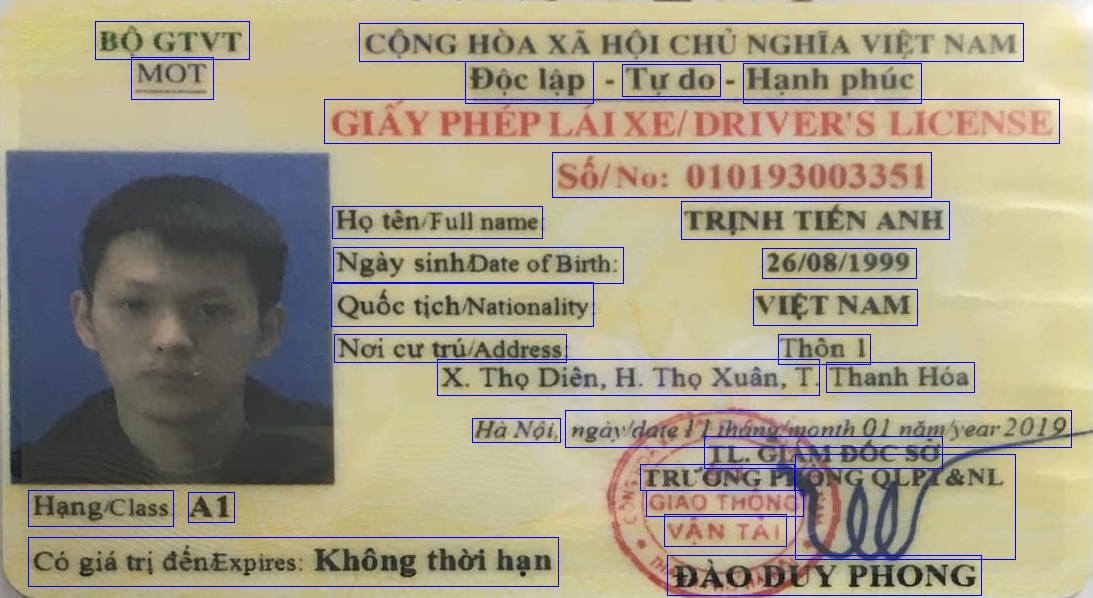 BỘ GTVT
MOT
CỘNG HÒA XÃ HỘI CHỦ NGHĨA VIỆT NAM
Độc lập - Tự do - Hạnh phúc
GIẤY PHÉP LÁI XE/ DRIVER'S LICENSE
Số/ No: 010193003351
Họ tên/Full name: TRỊNH TIẾN ANH
Ngày sinh/Date of Birth: 26/08/1999
Quốc tịch/Nationality: VIỆT NAM
Nơi cư trú/Address: Thôn 1
X. Thọ Diên, H. Thọ Xuân, T. Thanh Hóa
Hà Nội, ngày/date 11 tháng/month 01 năm/year 2019
TL. GIÁM ĐỐC SỞ
TRƯỞNG PHÒNG QLPT&NL
GIAO THÔNG
VẬN TẢI
Hạng/Class A1
Có giá trị đến/Expires: Không thời hạn
ĐÀO DUY PHONG